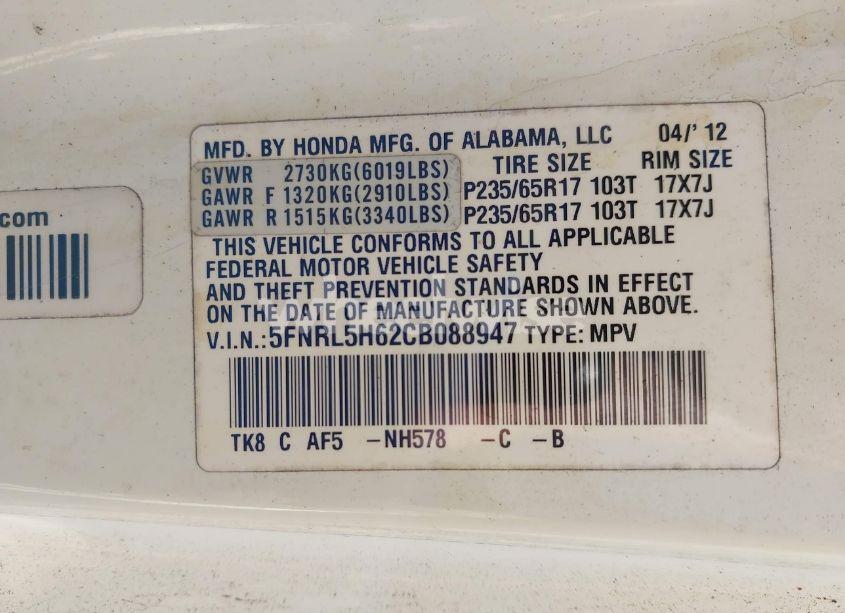 MFD. BY HONDA MFG. OF ALABAMA, LLC 04/' 12
GVWR 2730KG(6019LBS) TIRE SIZE RIM SIZE
GAWR F 1320KG(2910LBS) P235/65R17 103T 17X7J
GAWR R 1515KG(3340LBS) P235/65R17 103T 17X7J
THIS VEHICLE CONFORMS TO ALL APPLICABLE
FEDERAL MOTOR VEHICLE SAFETY
AND THEFT PREVENTION STANDARDS IN EFFECT
ON THE DATE OF MANUFACTURE SHOWN ABOVE.
V.I.N.:5FNRL5H62CB088947 TYPE: MPV
TK8 C AF5 -NH578 -C -B
.com